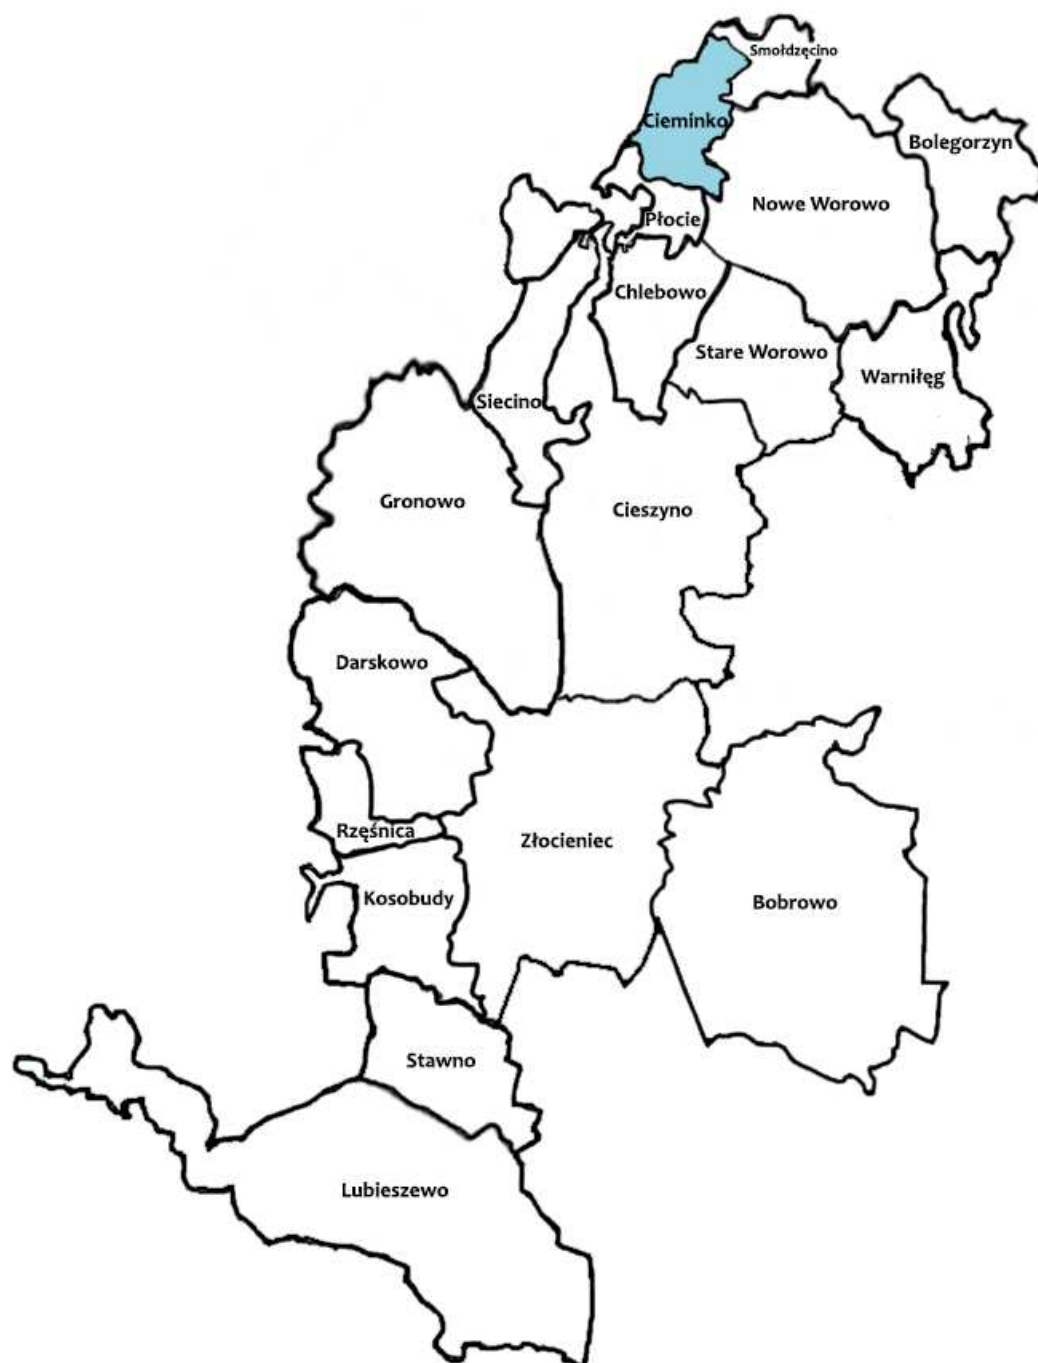 Smołdzęcino
Cieminko
Bolegorzyn
Nowe Worowo
Płocie
Chlebowo
Stare Worowo
Warniłęg
Siecino
Gronowo
Cieszyno
Darskowo
Rzęśnica
Złocieniec
Kosobudy
Bobrowo
Stawno
Lubieszewo